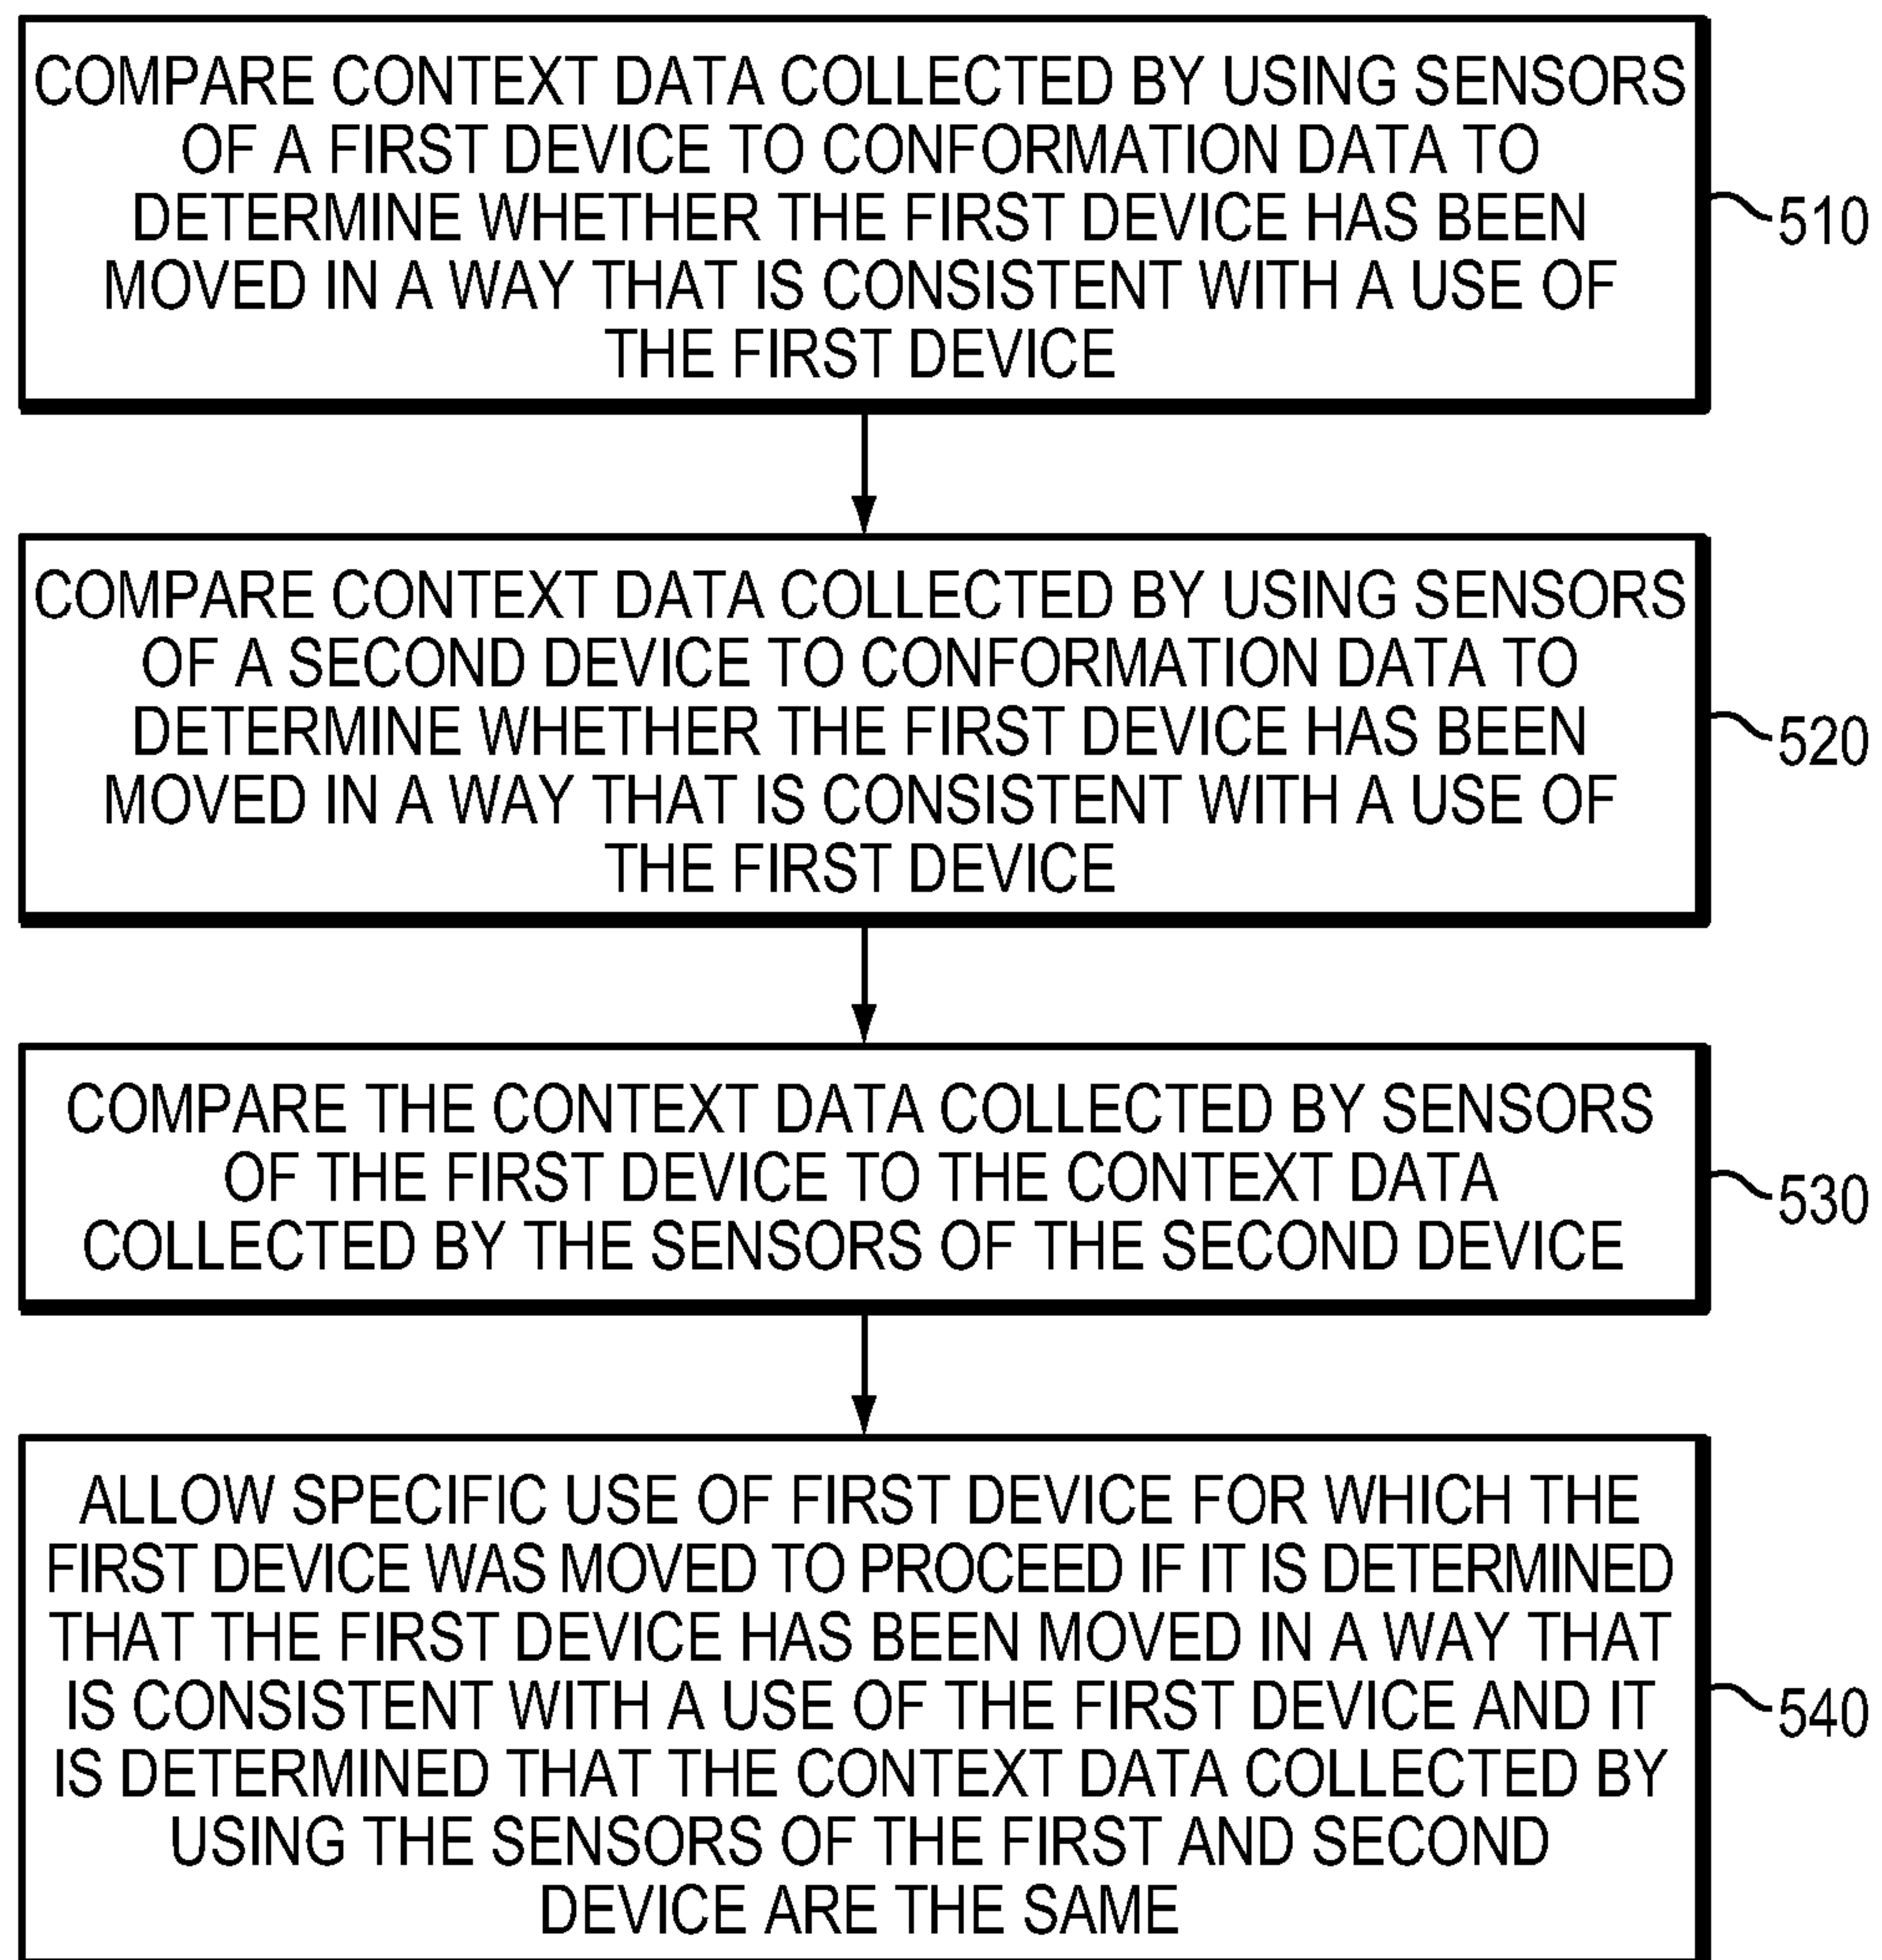 COMPARE CONTEXT DATA COLLECTED BY USING SENSORS
OF A FIRST DEVICE TO CONFORMATION DATA TO
DETERMINE WHETHER THE FIRST DEVICE HAS BEEN
MOVED IN A WAY THAT IS CONSISTENT WITH A USE OF
THE FIRST DEVICE
510
COMPARE CONTEXT DATA COLLECTED BY USING SENSORS
OF A SECOND DEVICE TO CONFORMATION DATA TO
DETERMINE WHETHER THE FIRST DEVICE HAS BEEN
MOVED IN A WAY THAT IS CONSISTENT WITH A USE OF
THE FIRST DEVICE
520
COMPARE THE CONTEXT DATA COLLECTED BY SENSORS
OF THE FIRST DEVICE TO THE CONTEXT DATA
COLLECTED BY THE SENSORS OF THE SECOND DEVICE
530
ALLOW SPECIFIC USE OF FIRST DEVICE FOR WHICH THE
FIRST DEVICE WAS MOVED TO PROCEED IF IT IS DETERMINED
THAT THE FIRST DEVICE HAS BEEN MOVED IN A WAY THAT
IS CONSISTENT WITH A USE OF THE FIRST DEVICE AND IT
IS DETERMINED THAT THE CONTEXT DATA COLLECTED BY
USING THE SENSORS OF THE FIRST AND SECOND
DEVICE ARE THE SAME
540